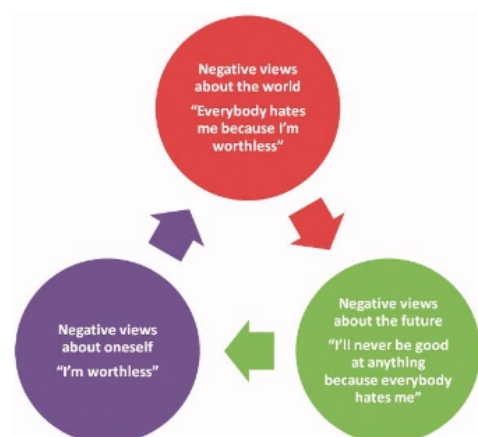 Negative views
about the world
“Everybody hates
me because I’m
worthless”
Negative views
about the future
“I’ll never be good
at anything
because everybody
hates me”
Negative views
about oneself
“I’m worthless”